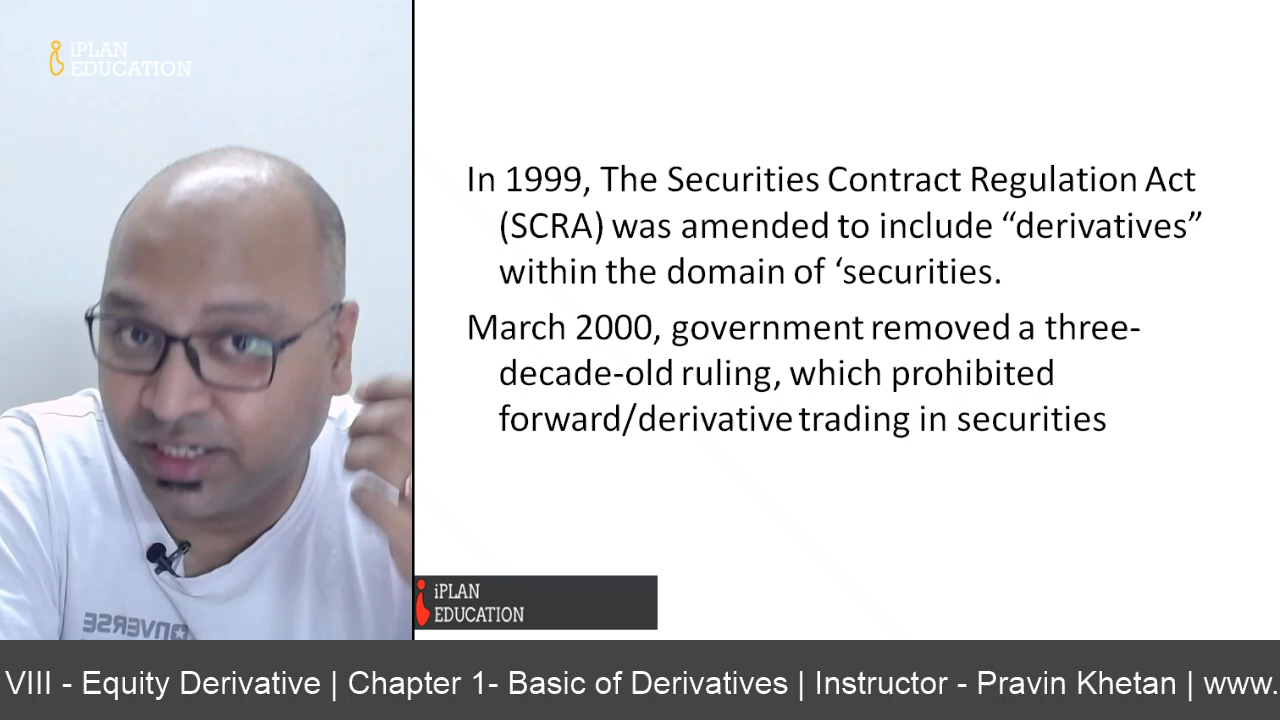 iPLAN
EDUCATION
In 1999, The Securities Contract Regulation Act
(SCRA) was amended to include “derivatives”
within the domain of ‘securities.
March 2000, government removed a three-
decade-old ruling, which prohibited
forward/derivative trading in securities
CONVERSE
iPLAN
EDUCATION
VIII - Equity Derivative | Chapter 1- Basic of Derivatives | Instructor - Pravin Khetan | www.